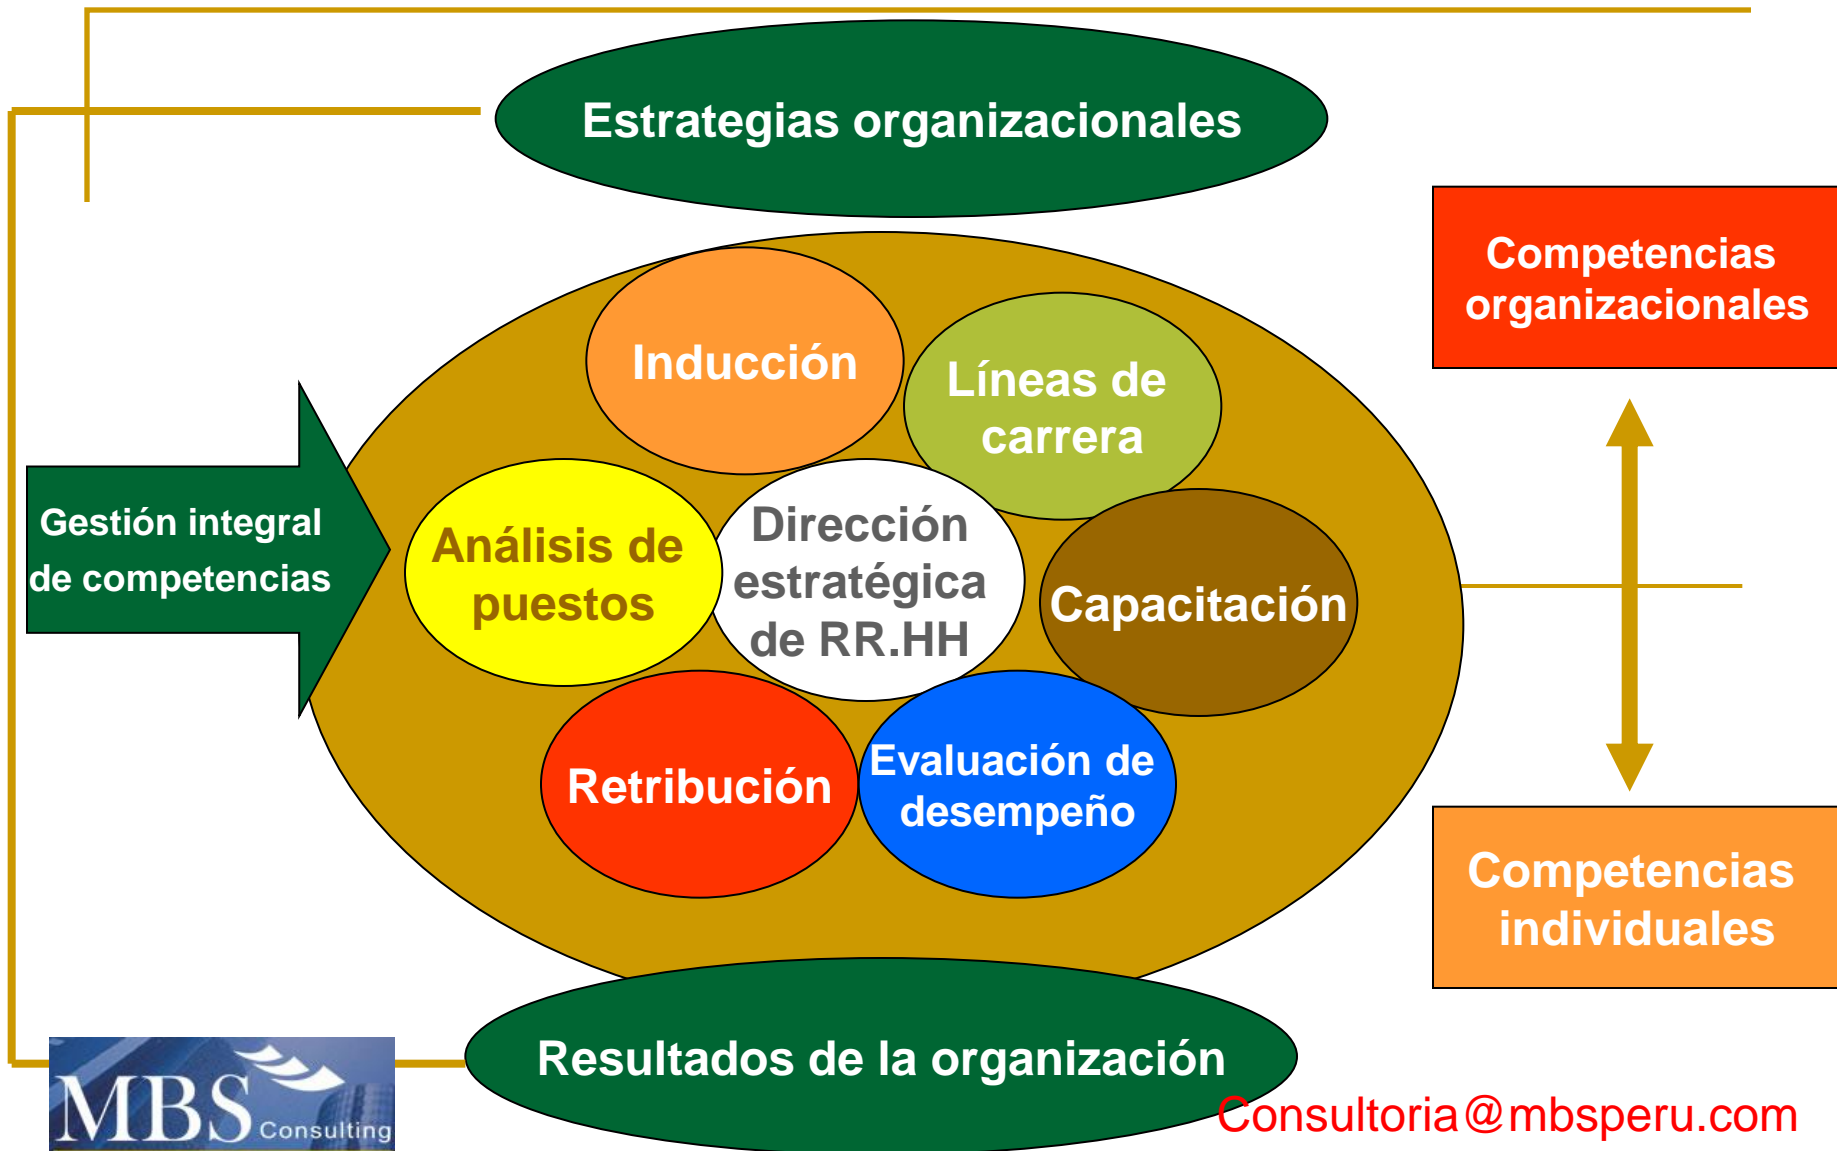 Estrategias organizacionales
Competencias
organizacionales
Inducción
Líneas de
carrera
Gestión integral
de competencias
Análisis de
puestos
Dirección
estratégica
de RR.HH
Capacitación
Retribución
Evaluación de
desempeño
Competencias
individuales
Resultados de la organización
MBS Consulting
Consultoria@mbsperu.com